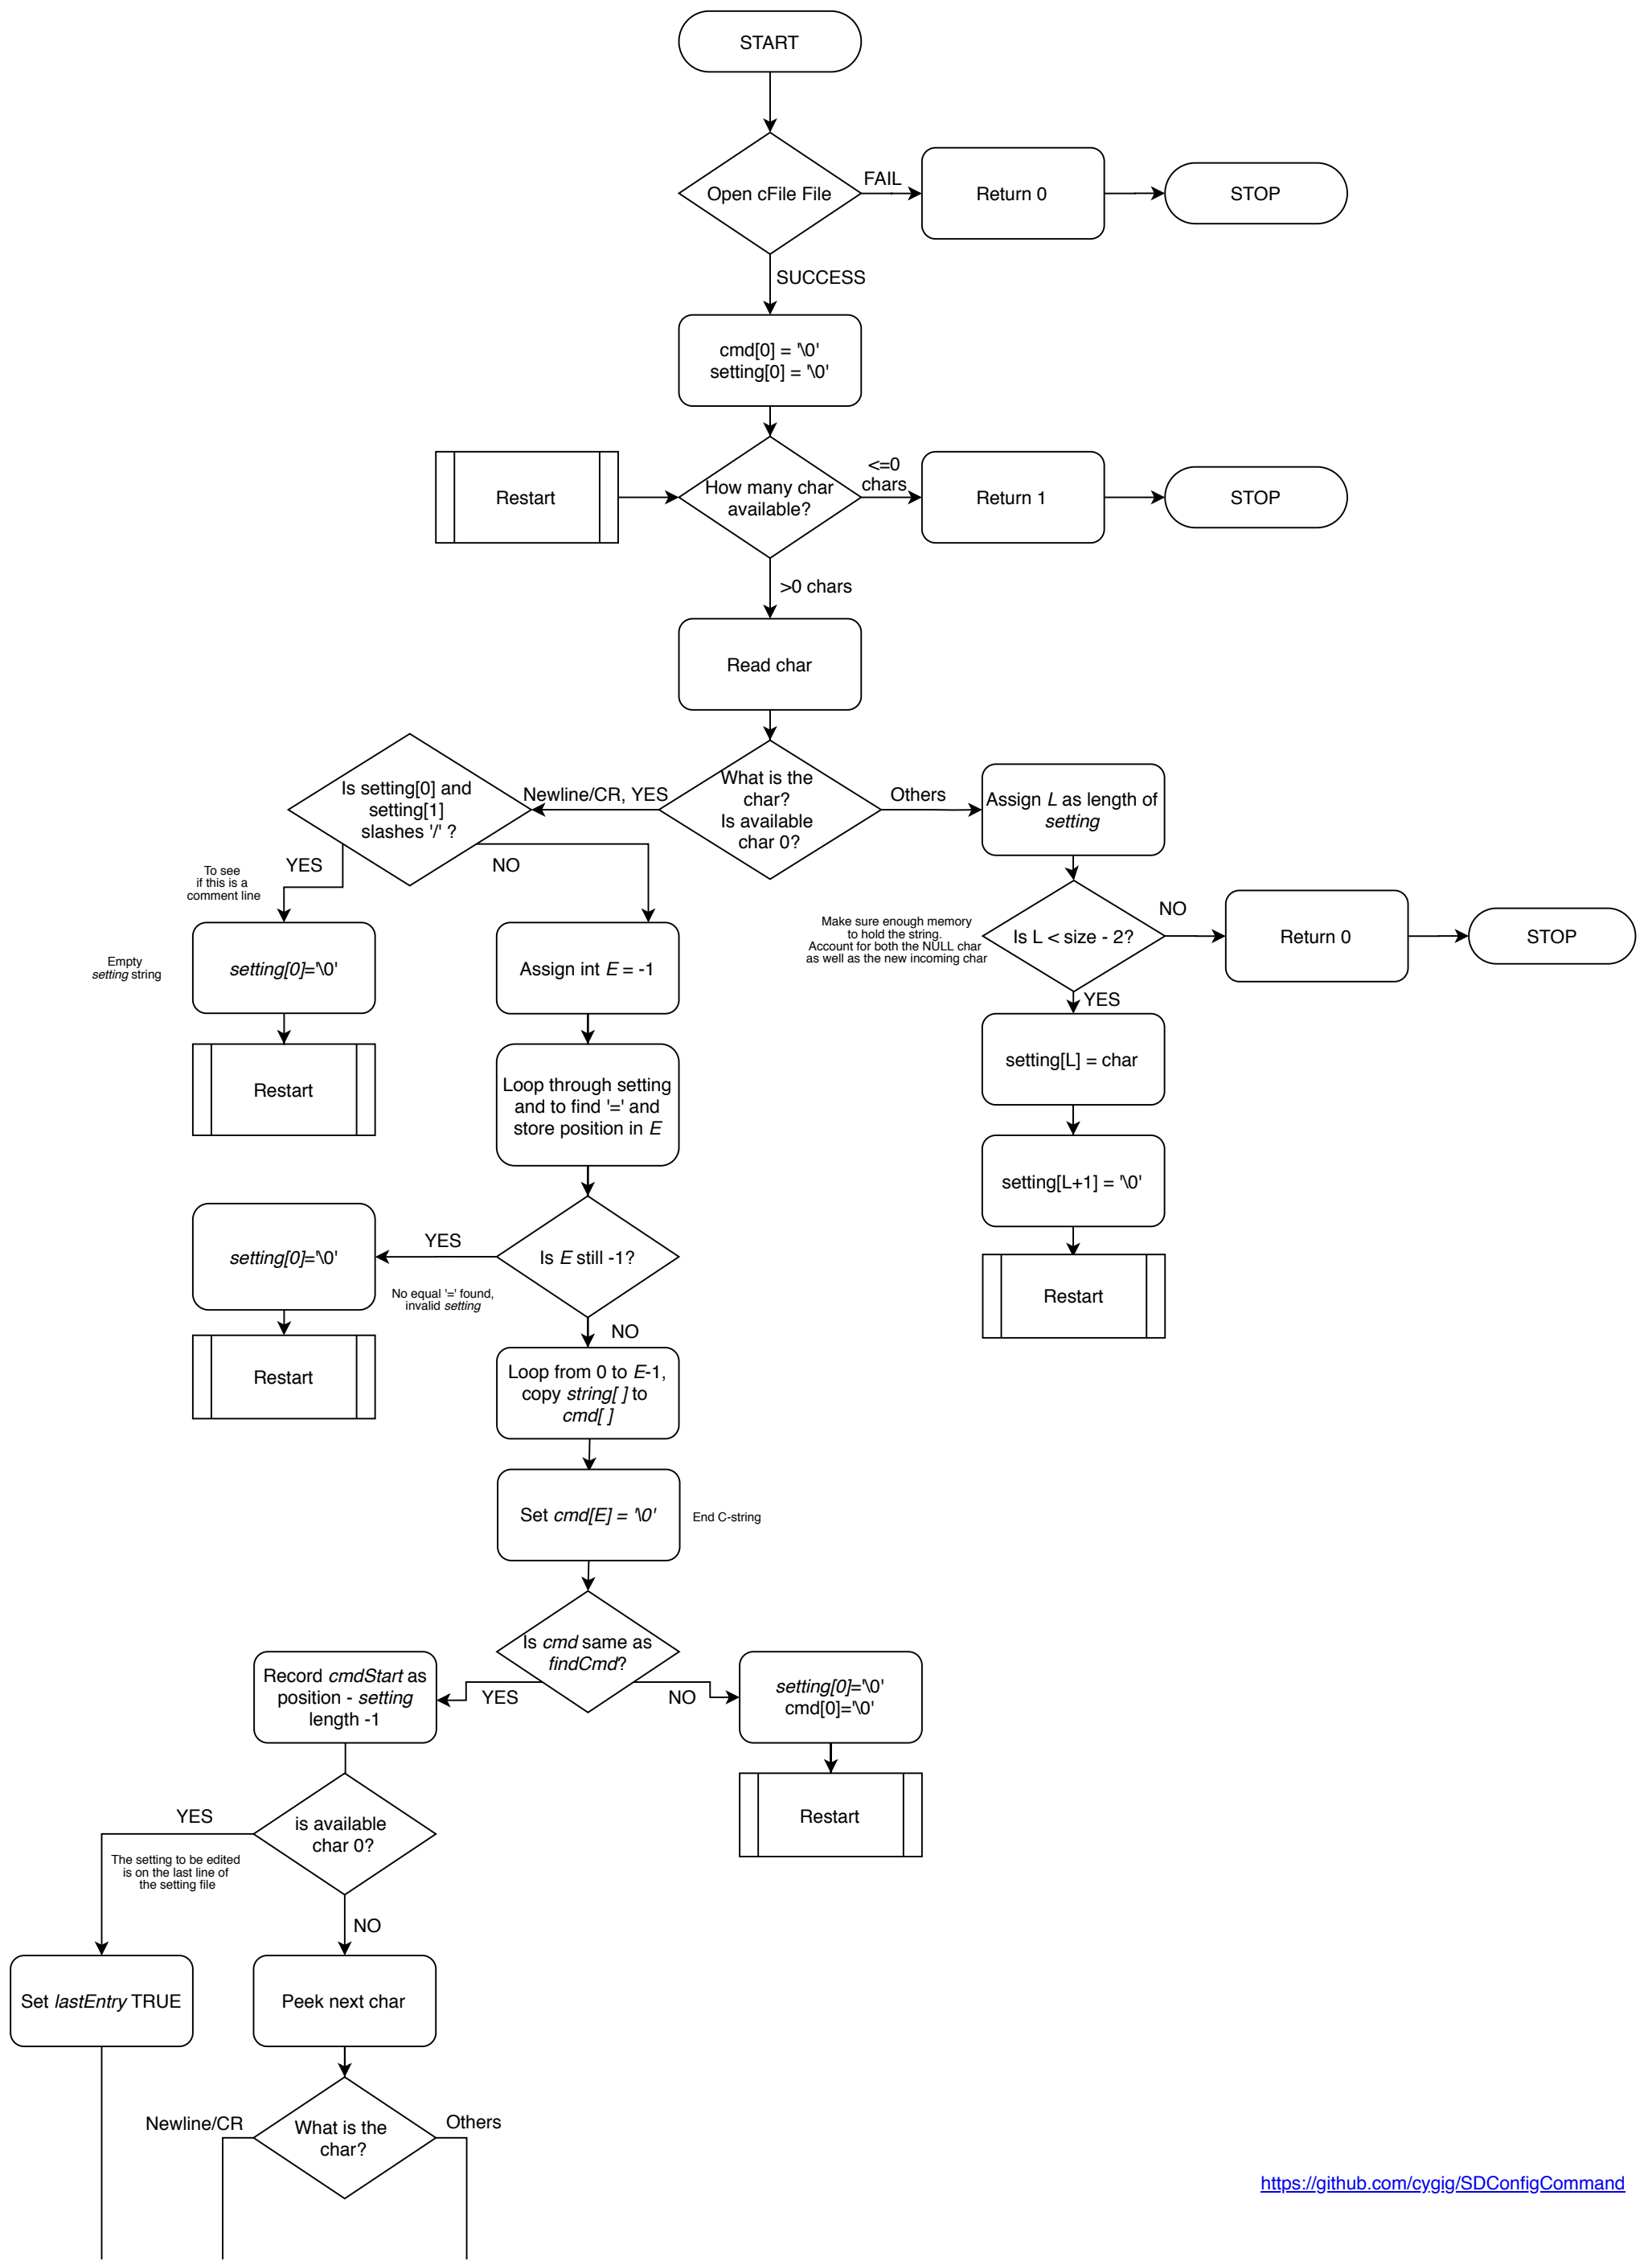 START
Open cFile File
FAIL
Return 0
STOP
SUCCESS
cmd[0] = '\0'
setting[0] = '\0'
Restart
How many char
available?
<=0
chars
Return 1
STOP
>0 chars
Read char
Is setting[0] and
setting[1]
slashes '/' ?
Newline/CR, YES
What is the
char?
Is available
char 0?
Others
Assign L as length of
setting
YES
NO
To see
if this is a
comment line
Empty
setting string
setting[0]='\0'
Restart
Assign int E = -1
Make sure enough memory
to hold the string.
Account for both the NULL char
as well as the new incoming char
Is L < size - 2?
NO
Return 0
STOP
YES
setting[L] = char
setting[L+1] = '\0'
Restart
Loop through setting
and to find '=' and
store position in E
Is E still -1?
YES
No equal '=' found,
invalid setting
setting[0]='\0'
Restart
NO
Loop from 0 to E-1,
copy string[ ] to
cmd[ ]
Set cmd[E] = '\0'
End C-string
Is cmd same as
findCmd?
YES
NO
Record cmdStart as
position - setting
length -1
setting[0]='\0'
cmd[0]='\0'
Restart
is available
char 0?
YES
The setting to be edited
is on the last line of
the setting file
NO
Set lastEntry TRUE
Peek next char
Newline/CR
What is the
char?
Others
https://github.com/cygig/SDConfigCommand